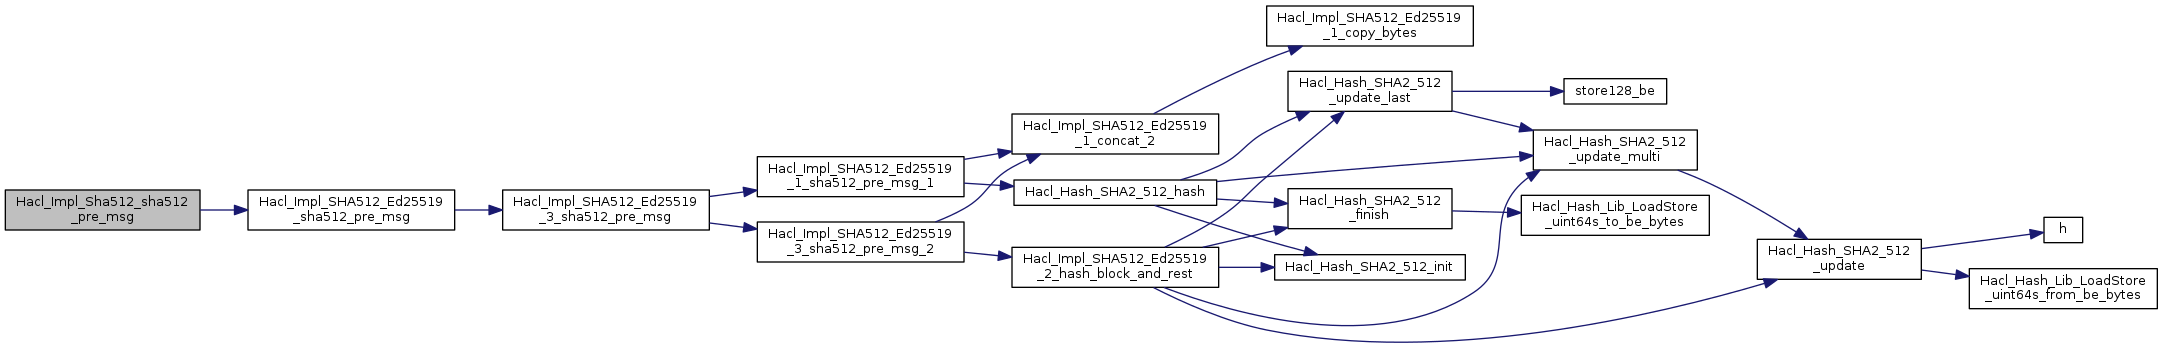 Hacl_Impl_Sha512_sha512
_pre_msg
Hacl_Impl_SHA512_Ed25519
_sha512_pre_msg
Hacl_Impl_SHA512_Ed25519
_3_sha512_pre_msg
Hacl_Impl_SHA512_Ed25519
_1_sha512_pre_msg_1
Hacl_Impl_SHA512_Ed25519
_3_sha512_pre_msg_2
Hacl_Impl_SHA512_Ed25519
_1_concat_2
Hacl_Hash_SHA2_512_hash
Hacl_Impl_SHA512_Ed25519
_2_hash_block_and_rest
Hacl_Impl_SHA512_Ed25519
_1_copy_bytes
Hacl_Hash_SHA2_512
_update_last
Hacl_Hash_SHA2_512
_finish
Hacl_Hash_SHA2_512_init
store128_be
Hacl_Hash_SHA2_512
_update_multi
Hacl_Hash_Lib_LoadStore
_uint64s_to_be_bytes
Hacl_Hash_SHA2_512
_update
h
Hacl_Hash_Lib_LoadStore
_uint64s_from_be_bytes